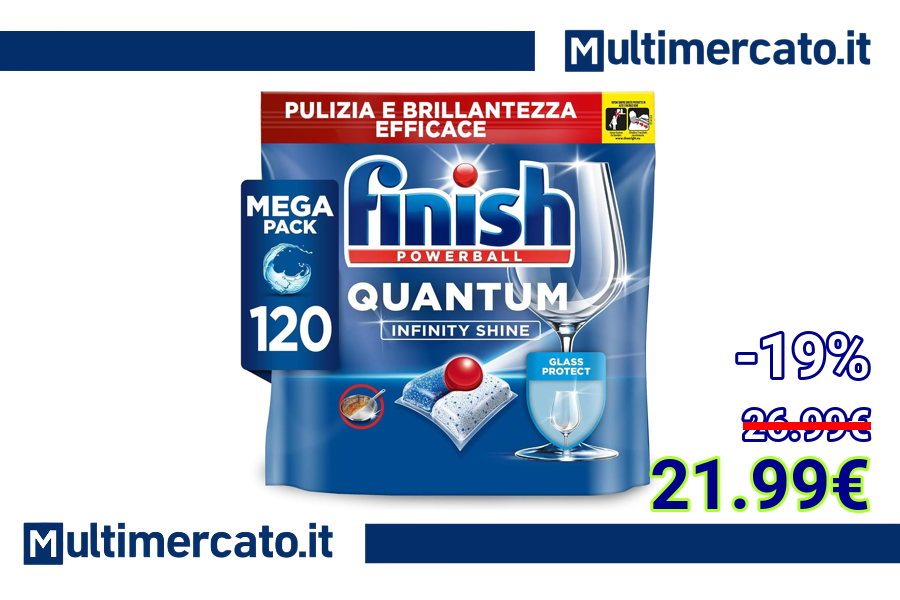 Multimercato.it
PULIZIA E BRILLANTEZZA
EFFICACE
MEGA
PACK
120
finish
POWERBALL
QUANTUM
INFINITY SHINE
GLASS
PROTECT
-19%
26.99€
21.99€
Multimercato.it